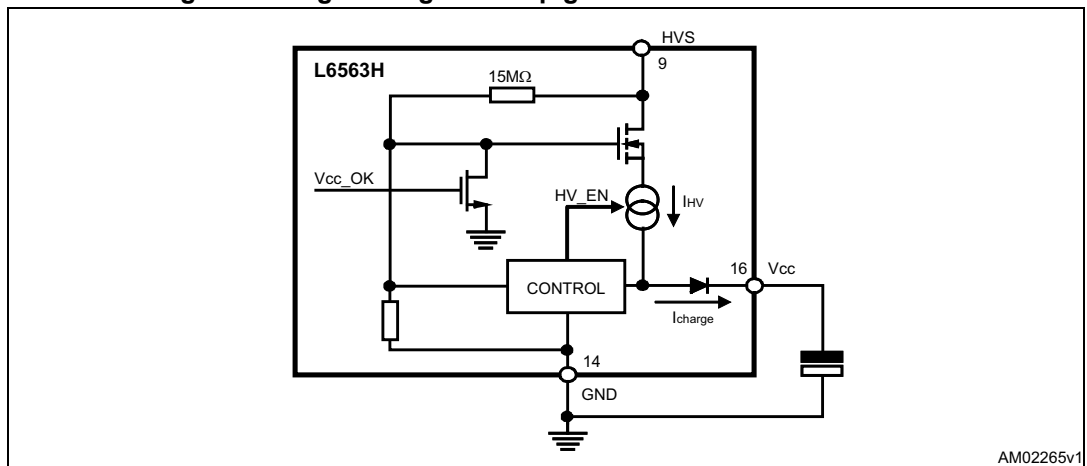 HVS
9
L6563H
15MΩ
Vcc_OK
HV_EN
IHV
16
Vcc
CONTROL
Icharge
14
GND
AM02265v1